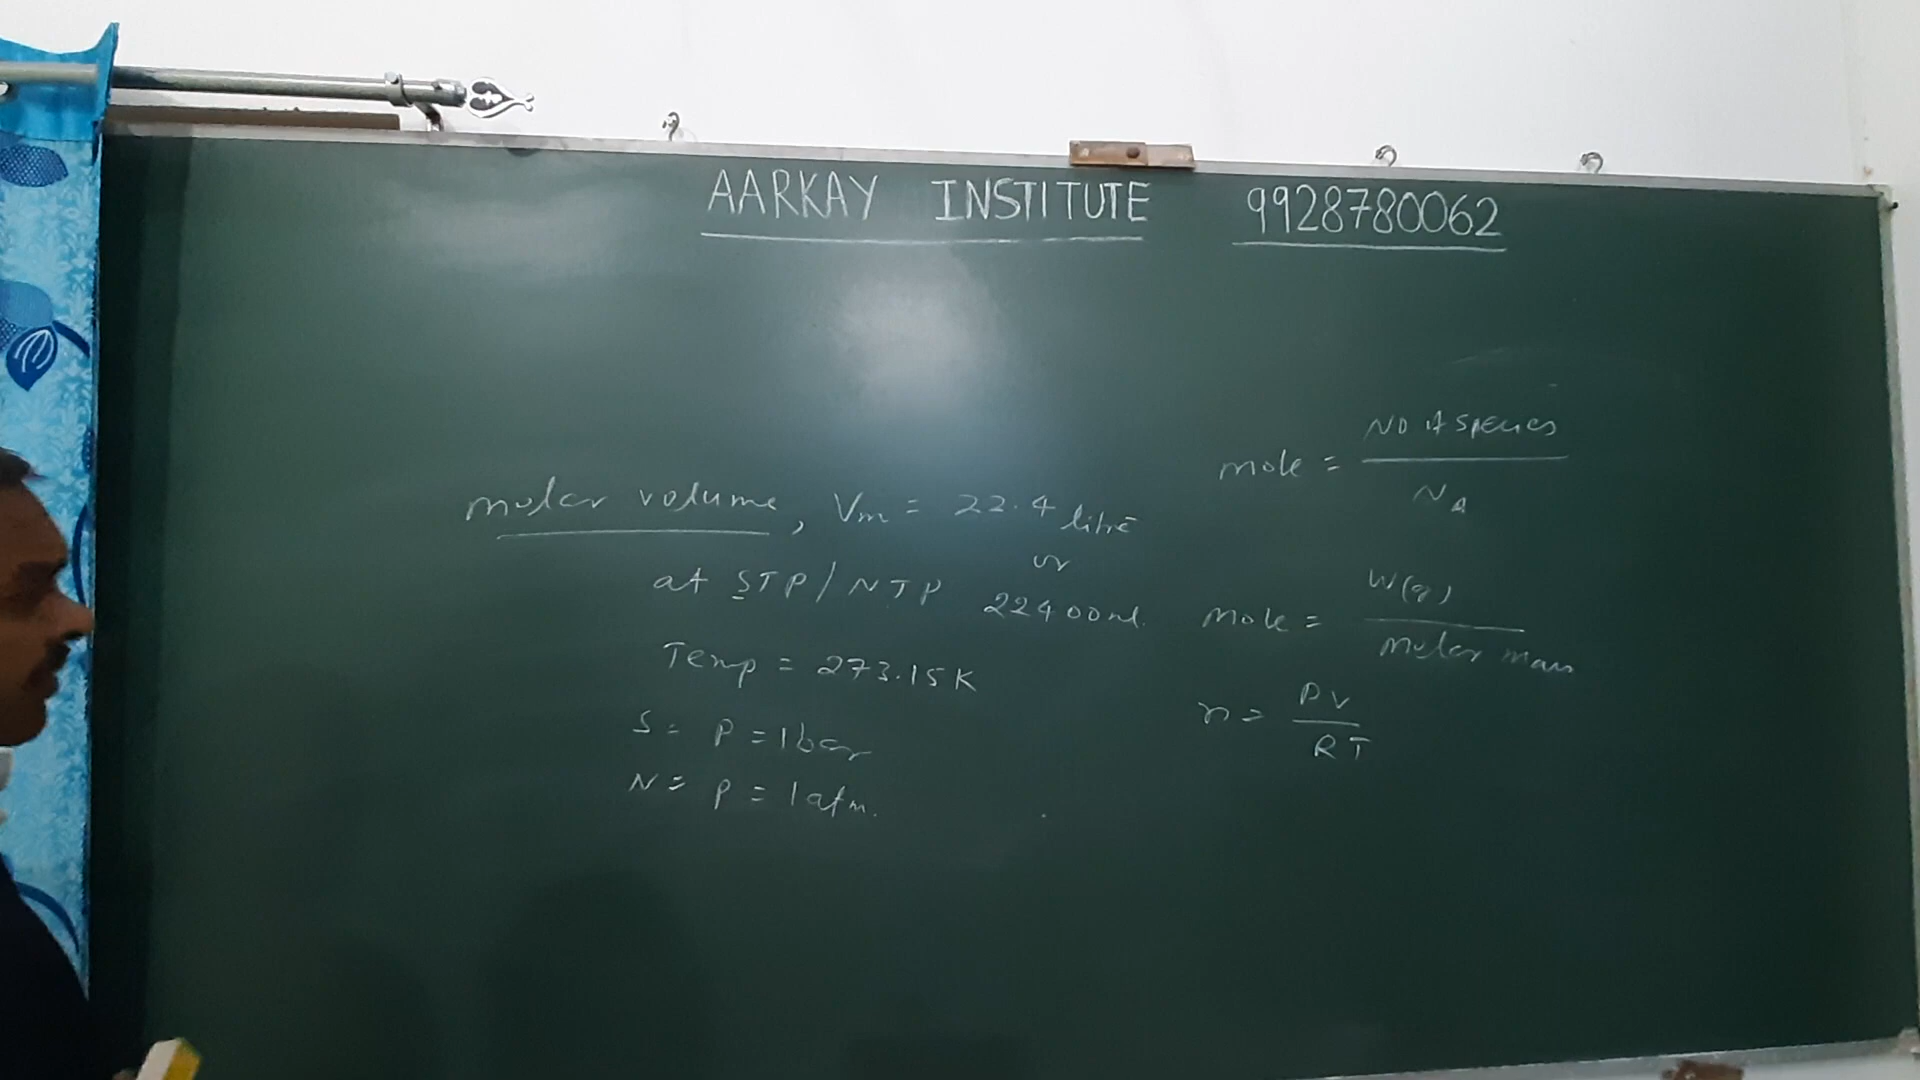 AARKAY INSTITUTE 9928780062
molar volume, Vm = 22.4 litre
or
at STP / NTP 22400 ml.
Temp = 273.15K
S = P = 1 bar
N = P = 1 atm.
mole = No of species
NA
mole = W(g)
molar mass
n = PV
RT